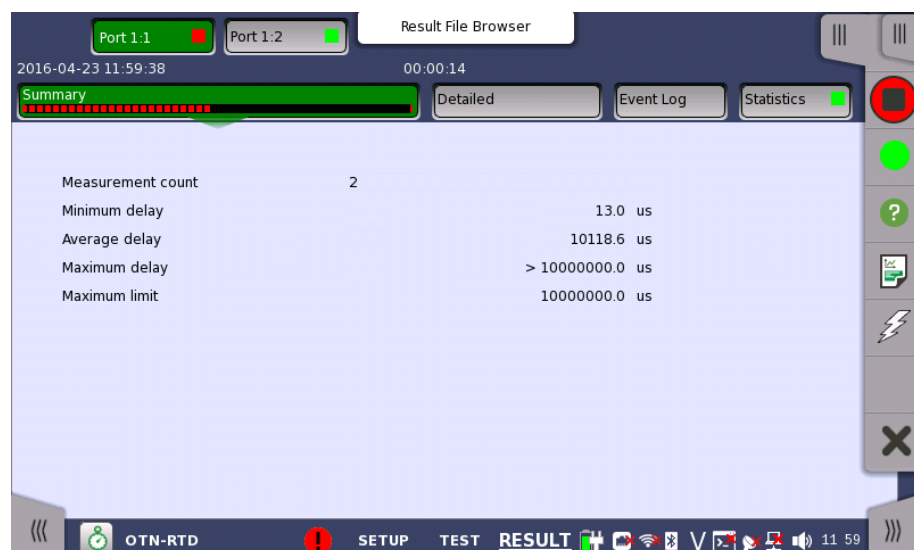 Port 1:1 Port 1:2 Result File Browser
2016-04-23 11:59:38 00:00:14
Summary Detailed Event Log Statistics
Measurement count 2
Minimum delay 13.0 us
Average delay 10118.6 us
Maximum delay > 10000000.0 us
Maximum limit 10000000.0 us
OTN-RTD SETUP TEST RESULT 11 59